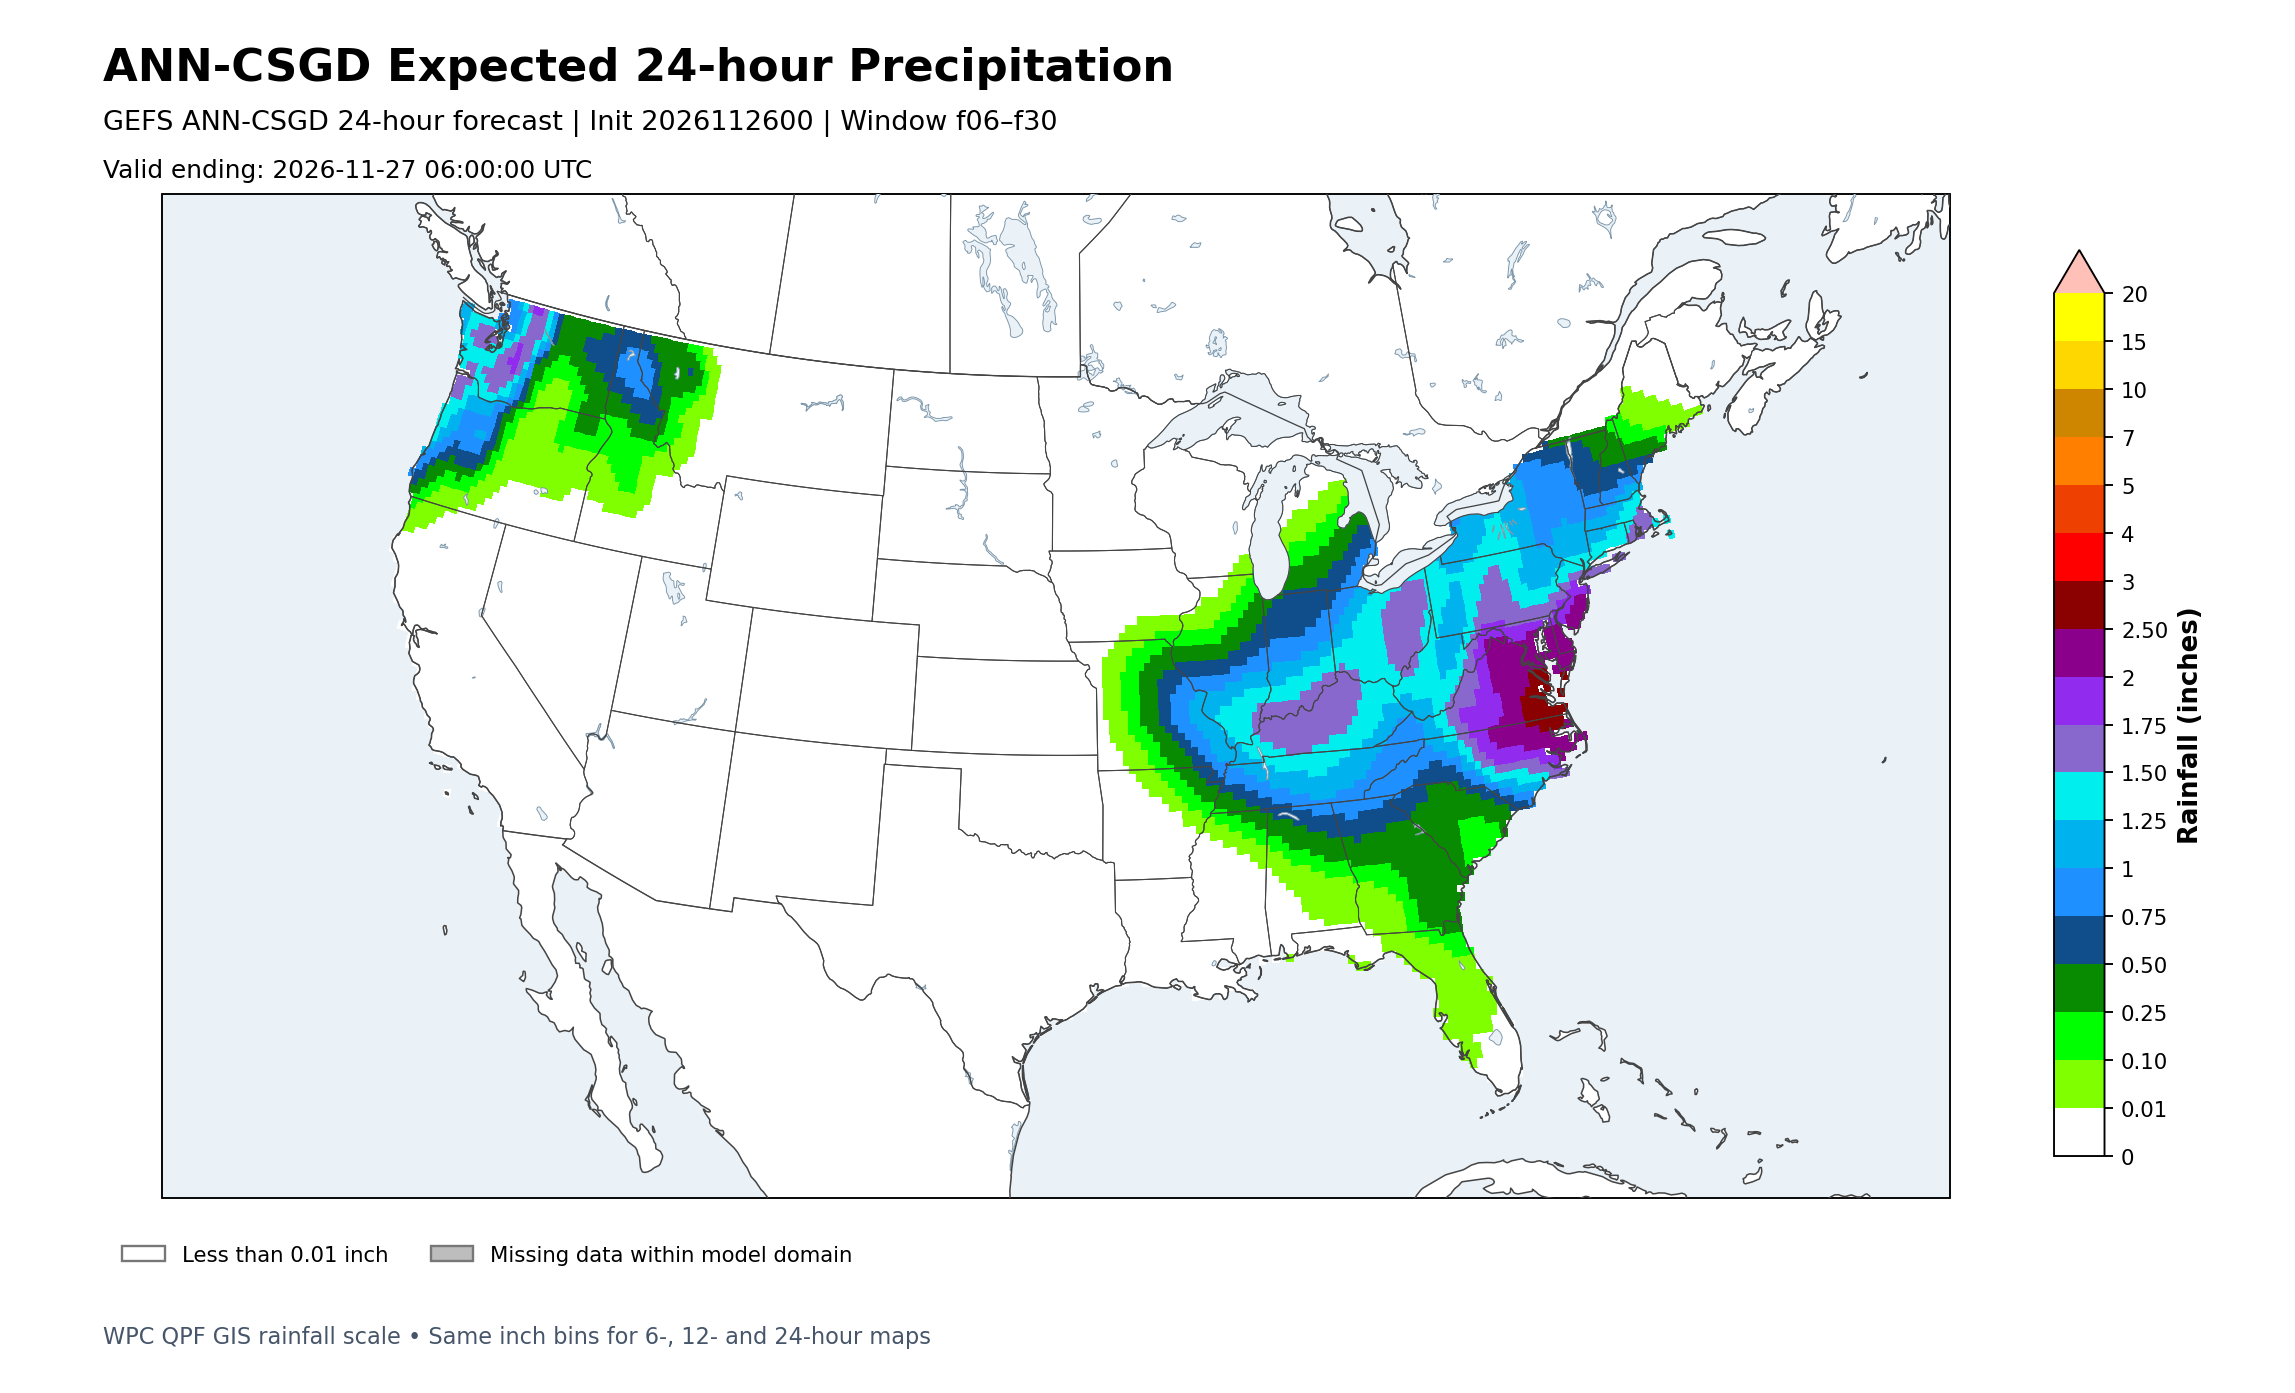 ANN-CSGD Expected 24-hour Precipitation
GEFS ANN-CSGD 24-hour forecast | Init 2026112600 | Window f06–f30
Valid ending: 2026-11-27 06:00:00 UTC
20
15
10
7
5
4
3
2.50
2
1.75
1.50
1.25
1
0.75
0.50
0.25
0.10
0.01
0
Rainfall (inches)
Less than 0.01 inch
Missing data within model domain
WPC QPF GIS rainfall scale • Same inch bins for 6-, 12- and 24-hour maps